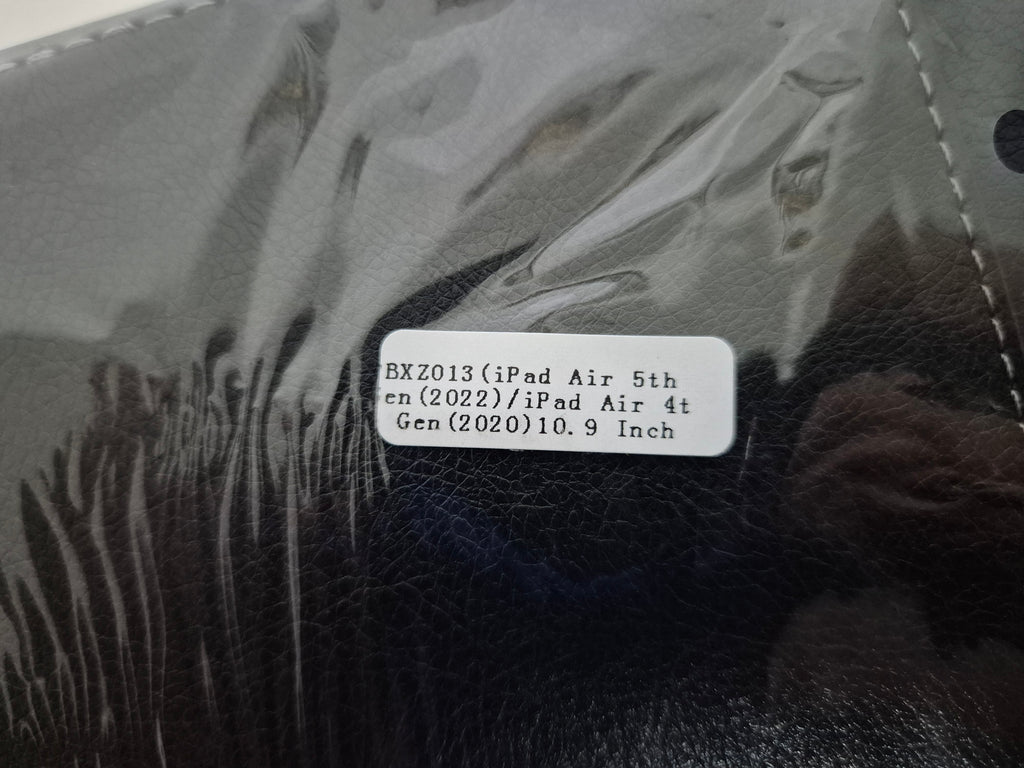 BXZ013(iPad Air 5th
en(2022)/iPad Air 4t
Gen(2020)10.9 Inch